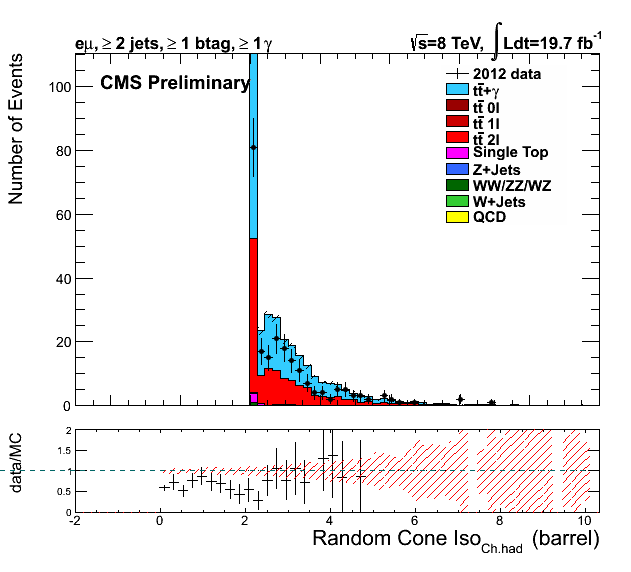 eμ, ≥ 2 jets, ≥ 1 btag, ≥ 1 γ
√s=8 TeV, ∫Ldt=19.7 fb⁻¹
CMS Preliminary
Number of Events
100
80
60
40
20
0
2012 data
tt̄+γ
tt̄ 0l
tt̄ 1l
tt̄ 2l
Single Top
Z+Jets
WW/ZZ/WZ
W+Jets
QCD
data/MC
2
1.5
1
0.5
0
-2 0 2 4 6 8 10
Random Cone Iso_Ch.had (barrel)